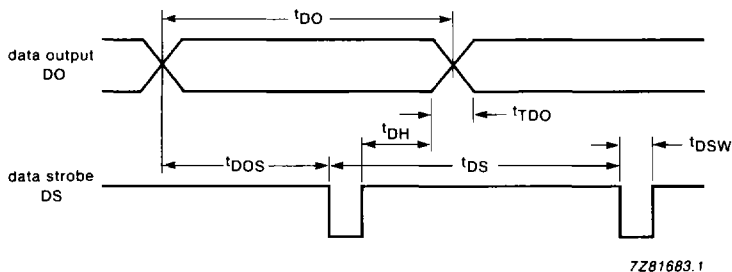 tDO
data output
DO
tTDO
tDH
tDSW
tDOS
tDS
data strobe
DS
7Z81683.1